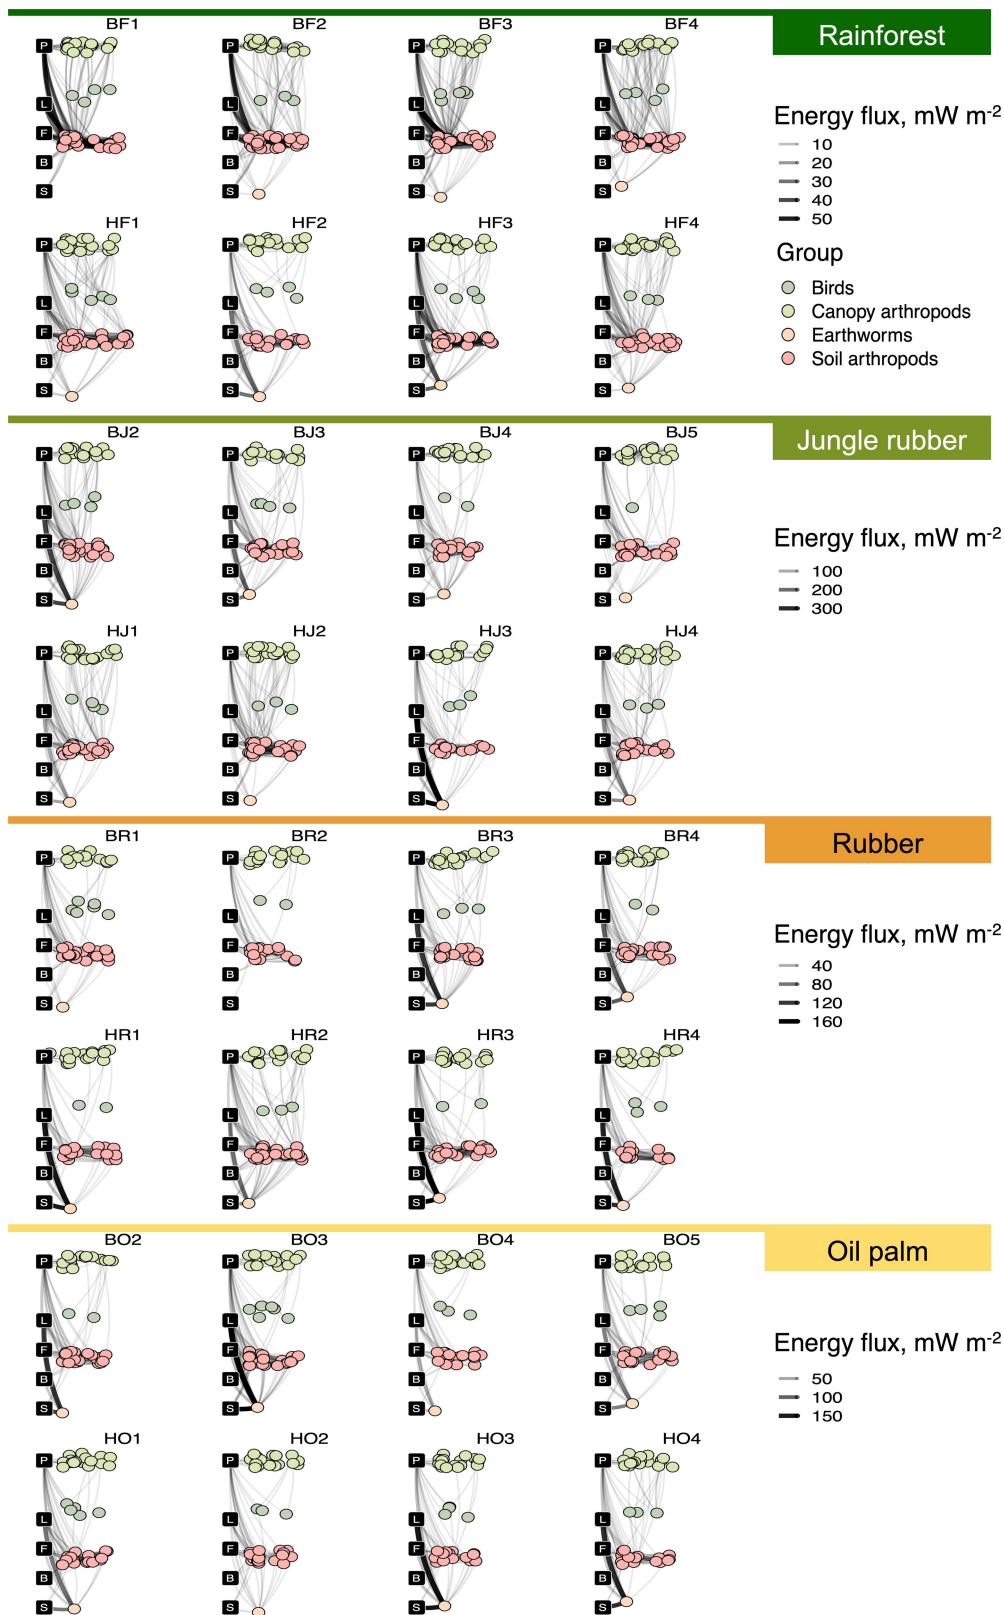 BF1 BF2 BF3 BF4 Rainforest
P P P P
L L L L
F F F F
B B B B
S S S S
Energy flux, mW m-2
10
20
30
40
50
HF1 HF2 HF3 HF4
P P P P
L L L L
F F F F
B B B B
S S S S
Group
Birds
Canopy arthropods
Earthworms
Soil arthropods
BJ2 BJ3 BJ4 BJ5 Jungle rubber
P P P P
L L L L
F F F F
B B B B
S S S S
Energy flux, mW m-2
100
200
300
HJ1 HJ2 HJ3 HJ4
P P P P
L L L L
F F F F
B B B B
S S S S
BR1 BR2 BR3 BR4 Rubber
P P P P
L L L L
F F F F
B B B B
S S S S
Energy flux, mW m-2
40
80
120
160
HR1 HR2 HR3 HR4
P P P P
L L L L
F F F F
B B B B
S S S S
BO2 BO3 BO4 BO5 Oil palm
P P P P
L L L L
F F F F
B B B B
S S S S
Energy flux, mW m-2
50
100
150
HO1 HO2 HO3 HO4
P P P P
L L L L
F F F F
B B B B
S S S S